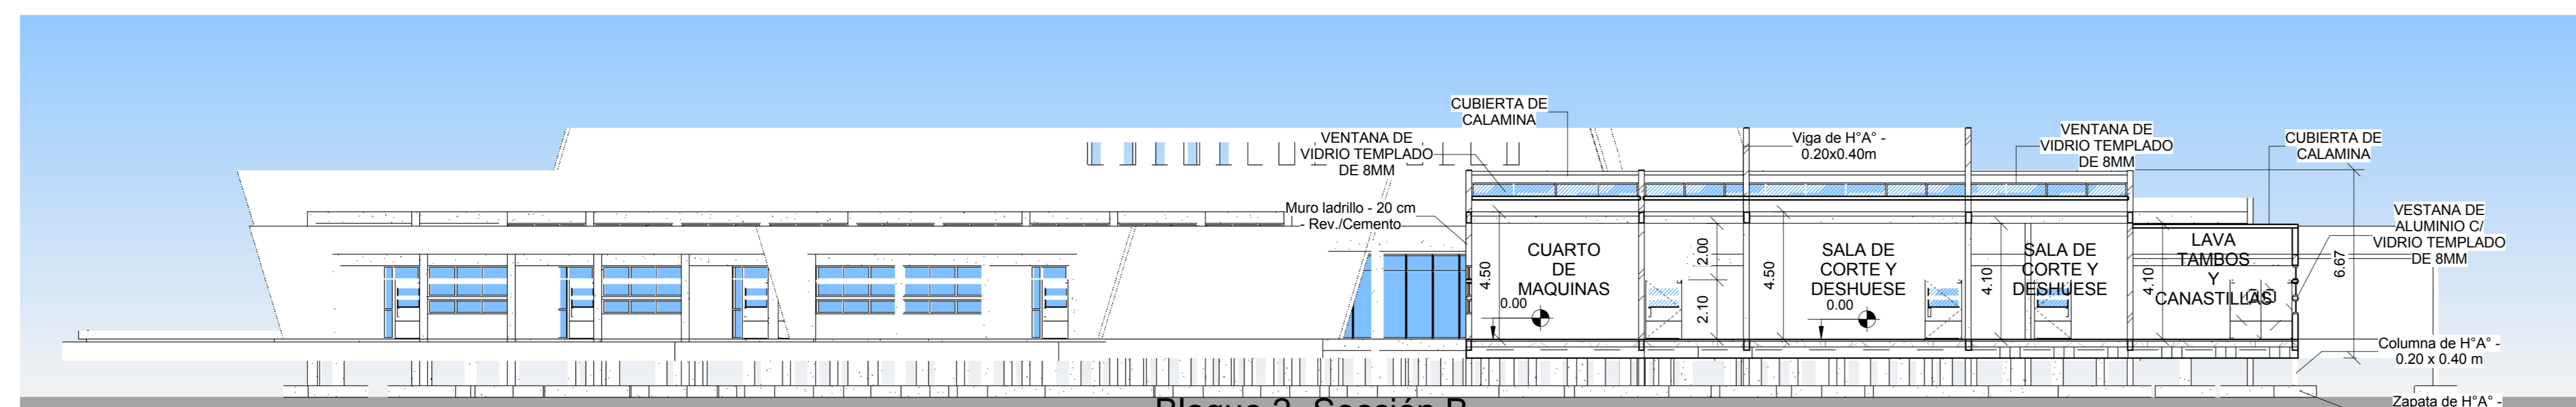 CUBIERTA DE
CALAMINA
VENTANA DE
VIDRIO TEMPLADO
DE 8MM
Viga de H°A° -
0.20x0.40m
VENTANA DE
VIDRIO TEMPLADO
DE 8MM
CUBIERTA DE
CALAMINA
Muro ladrillo - 20 cm
- Rev./Cemento
VESTANA DE
ALUMINIO C/
VIDRIO TEMPLADO
DE 8MM
CUARTO
DE
MAQUINAS
SALA DE
CORTE Y
DESHUESE
SALA DE
CORTE Y
DESHUESE
LAVA
TAMBOS
Y
CANASTILLAS
4.50
2.00
2.10
4.50
4.10
4.10
6.67
0.00
0.00
Columna de H°A° -
0.20 x 0.40 m
Zapata de H°A° -
Bloque 2- Sección B